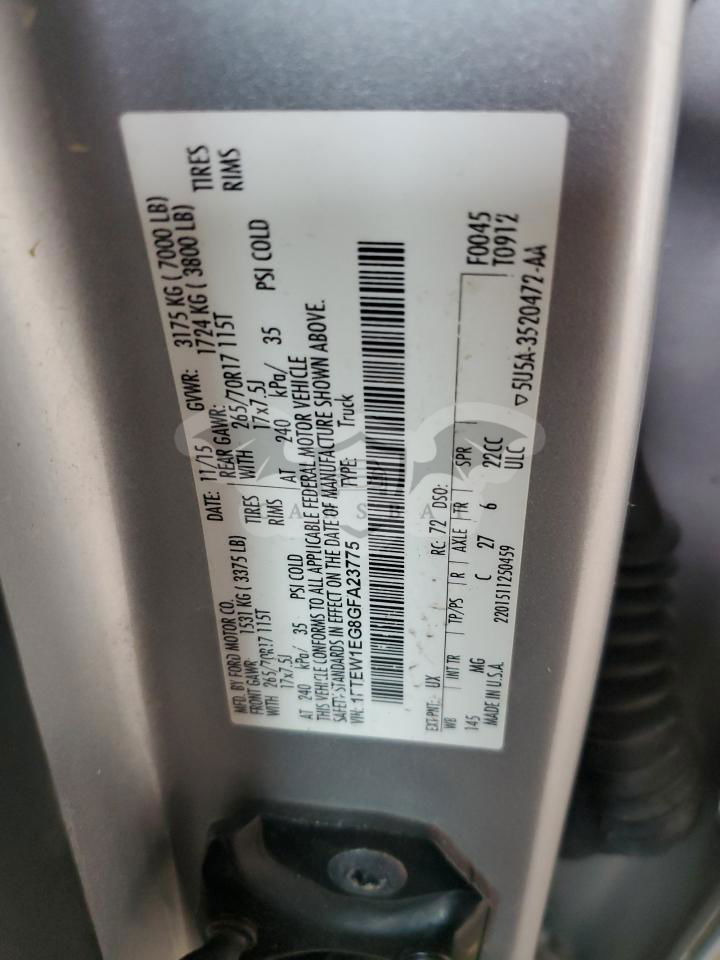 MFD. BY FORD MOTOR CO. DATE: 11/15 GVWR: 3175 KG ( 7000 LB)
FRONT GAWR: 1531 KG ( 3375 LB) REAR GAWR: 1724 KG ( 3800 LB)
WITH 265/70R17 115T TIRES WITH 265/70R17 115T TIRES
17x7.5J RIMS 17x7.5J RIMS
AT 240 kPa/ 35 PSI COLD AT 240 kPa/ 35 PSI COLD
THIS VEHICLE CONFORMS TO ALL APPLICABLE FEDERAL MOTOR VEHICLE
SAFETY STANDARDS IN EFFECT ON THE DATE OF MANUFACTURE SHOWN ABOVE.
VIN: 1FTEW1EG8GFA23775 TYPE: Truck
EXT PNT: UX RC: 72 DSO: F0045
WB INT TR TP/PS R AXLE TR SPR T0912
145 MG C 27 6 22CC
MADE IN U.S.A. 2201511250459 ULC ▽5U5A-3520472-AA